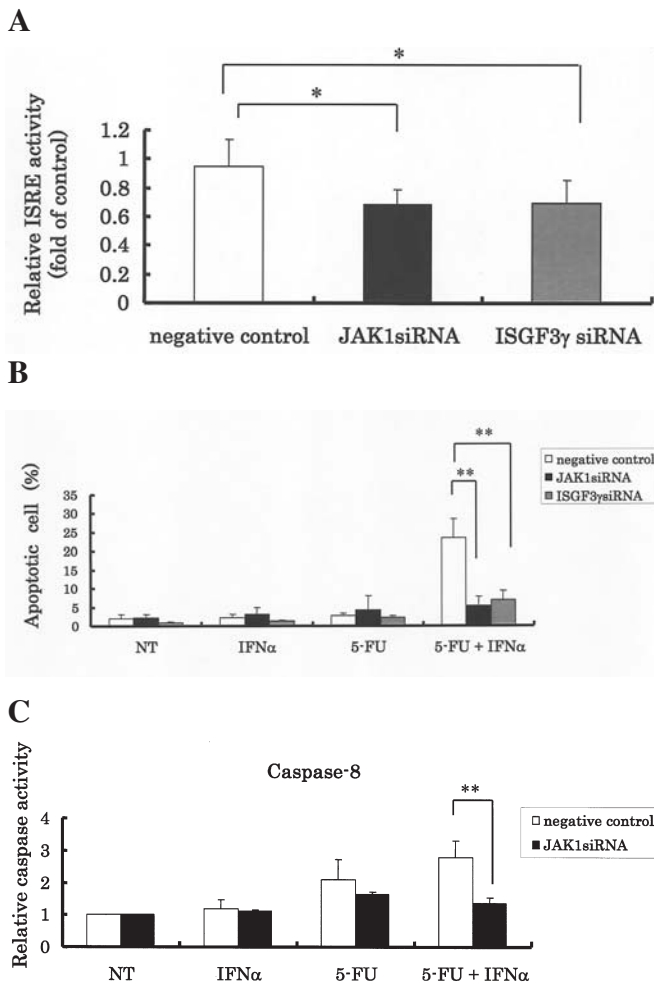 A
*
*
Relative ISRE activity
(fold of control)
1.2
1
0.8
0.6
0.4
0.2
0
negative control JAK1siRNA ISGF3γ siRNA
B
**
**
negative control
JAK1siRNA
ISGF3γsiRNA
Apoptotic cell (%)
35
30
25
20
15
10
5
0
NT IFNα 5-FU 5-FU + IFNα
C
Caspase-8
**
negative control
JAK1siRNA
Relative caspase activity
4
3
2
1
0
NT IFNα 5-FU 5-FU + IFNα